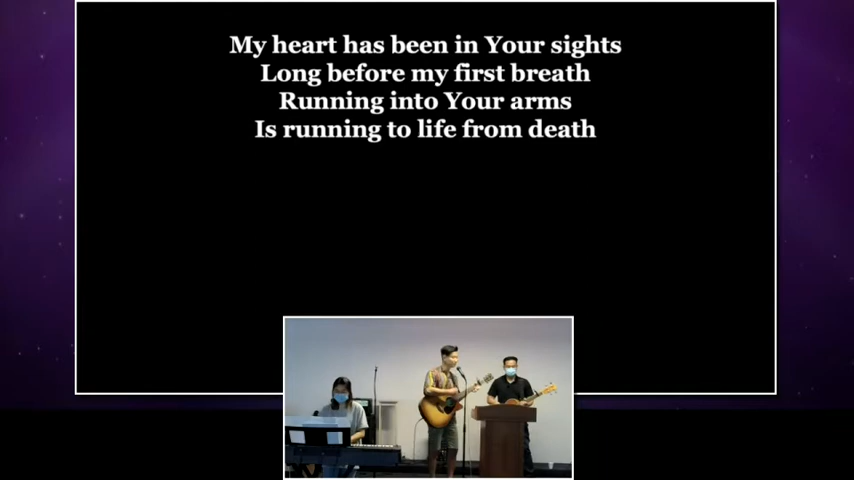 My heart has been in Your sights
Long before my first breath
Running into Your arms
Is running to life from death